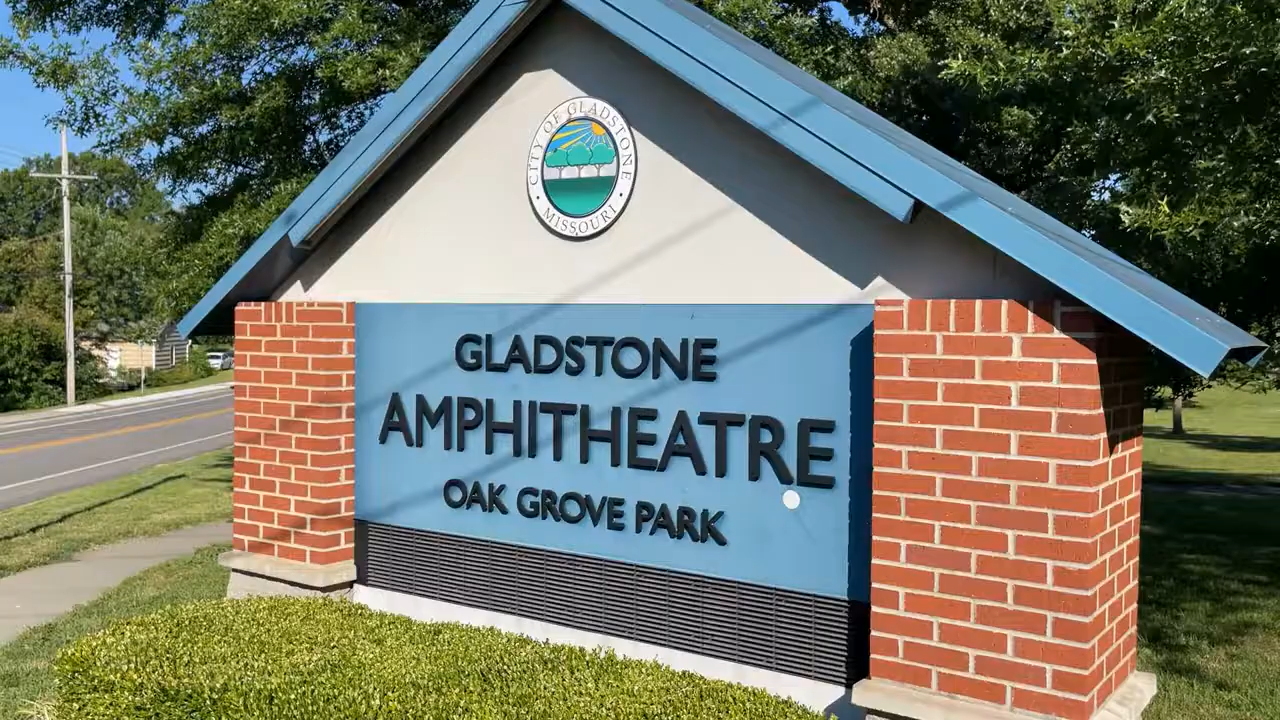 CITY OF GLADSTONE
MISSOURI
GLADSTONE
AMPHITHEATRE
OAK GROVE PARK